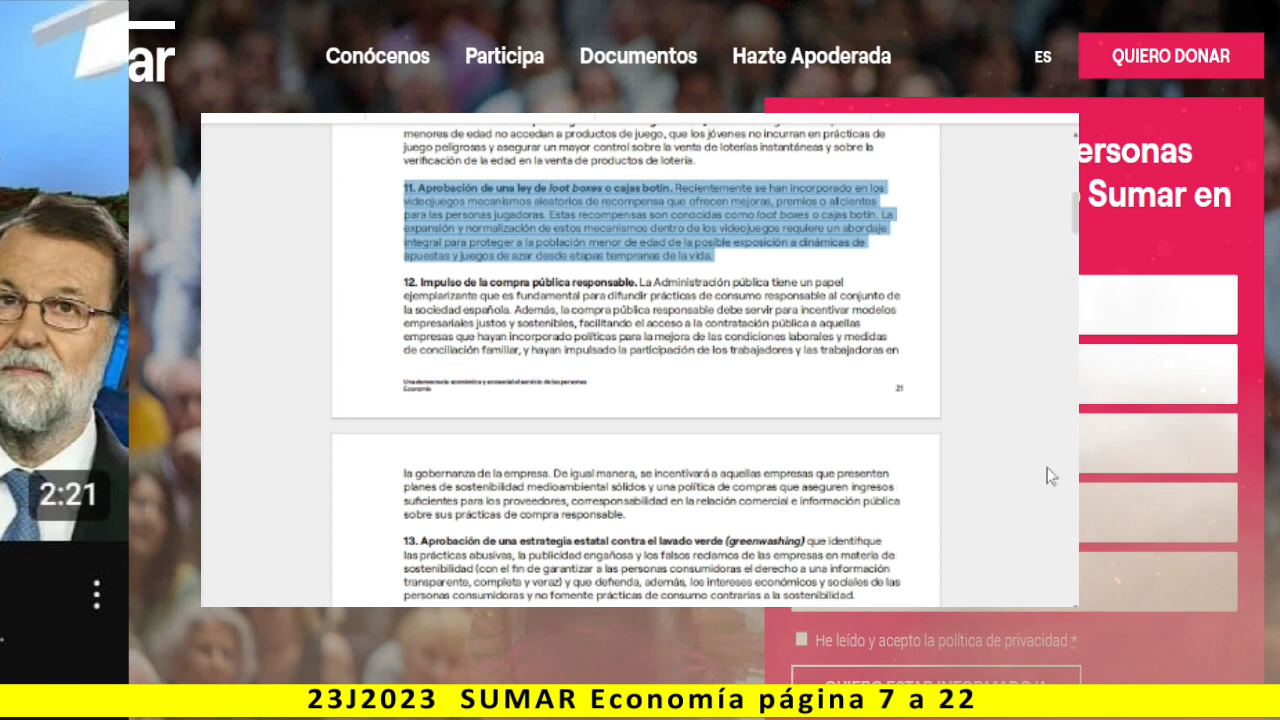 ar
Conócenos
Participa
Documentos
Hazte Apoderada
ES
QUIERO DONAR
ersonas
Sumar en
menores de edad no accedan a productos de juego, que los jóvenes no incurran en prácticas de
juego peligrosas y asegurar un mayor control sobre la venta de loterías instantáneas y sobre la
verificación de la edad en la venta de productos de lotería.
11. Aprobación de una ley de loot boxes o cajas botín. Recientemente se han incorporado en los
videojuegos mecanismos aleatorios de recompensa que ofrecen mejoras, premios o alicientes
para las personas jugadoras. Estas recompensas son conocidas como loot boxes o cajas botín. La
expansión y normalización de estos mecanismos dentro de los videojuegos requiere un abordaje
integral para proteger a la población menor de edad de la posible exposición a dinámicas de
apuestas y juegos de azar desde etapas tempranas de la vida.
12. Impulso de la compra pública responsable. La Administración pública tiene un papel
ejemplarizante que es fundamental para difundir prácticas de consumo responsable al conjunto de
la sociedad española. Además, la compra pública responsable debe servir para incentivar modelos
empresariales justos y sostenibles, facilitando el acceso a la contratación pública a aquellas
empresas que hayan incorporado políticas para la mejora de las condiciones laborales y medidas
de conciliación familiar, y hayan impulsado la participación de los trabajadores y las trabajadoras en
Una democracia económica y ecosocial al servicio de las personas
Economía
21
la gobernanza de la empresa. De igual manera, se incentivará a aquellas empresas que presenten
planes de sostenibilidad medioambiental sólidos y una política de compras que aseguren ingresos
suficientes para los proveedores, corresponsabilidad en la relación comercial e información pública
sobre sus prácticas de compra responsable.
13. Aprobación de una estrategia estatal contra el lavado verde (greenwashing) que identifique
las prácticas abusivas, la publicidad engañosa y los falsos reclamos de las empresas en materia de
sostenibilidad (con el fin de garantizar a las personas consumidoras el derecho a una información
transparente, completa y veraz) y que defienda, además, los intereses económicos y sociales de las
personas consumidoras y no fomente prácticas de consumo contrarias a la sostenibilidad.
2:21
He leído y acepto la política de privacidad *
23J2023 SUMAR Economía página 7 a 22